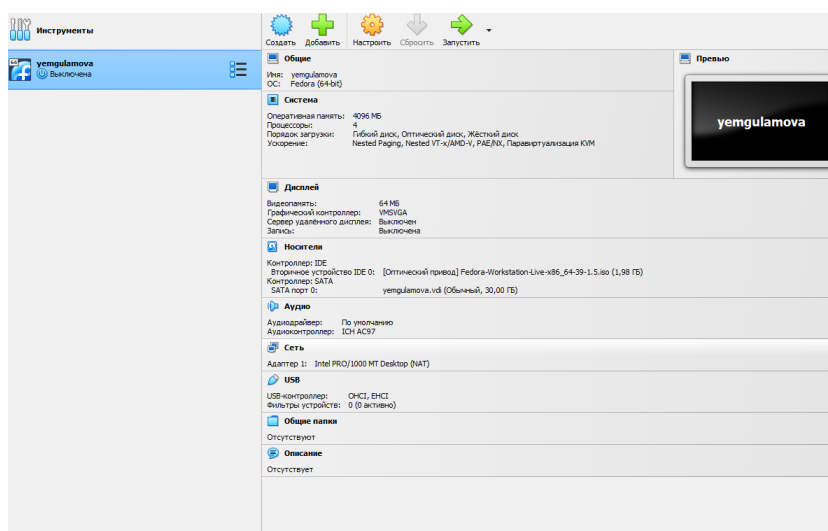 Инструменты
Создать Добавить Настроить Сбросить Запустить
64
yemgulamova
Выключена
Общие
Имя: yemgulamova
ОС: Fedora (64-bit)
Система
Оперативная память: 4096 МБ
Процессоры: 4
Порядок загрузки: Гибкий диск, Оптический диск, Жёсткий диск
Ускорение: Nested Paging, Nested VT-x/AMD-V, PAE/NX, Паравиртуализация KVM
Превью
yemgulamova
Дисплей
Видеопамять: 64 МБ
Графический контроллер: VMSVGA
Сервер удалённого дисплея: Выключен
Запись: Выключена
Носители
Контроллер: IDE
Вторичное устройство IDE 0: [Оптический привод] Fedora-Workstation-Live-x86_64-39-1.5.iso (1,98 ГБ)
Контроллер: SATA
SATA порт 0: yemgulamova.vdi (Обычный, 30,00 ГБ)
Аудио
Аудиодрайвер: По умолчанию
Аудиоконтроллер: ICH AC97
Сеть
Адаптер 1: Intel PRO/1000 MT Desktop (NAT)
USB
USB-контроллер: OHCI, EHCI
Фильтры устройств: 0 (0 активно)
Общие папки
Отсутствуют
Описание
Отсутствует